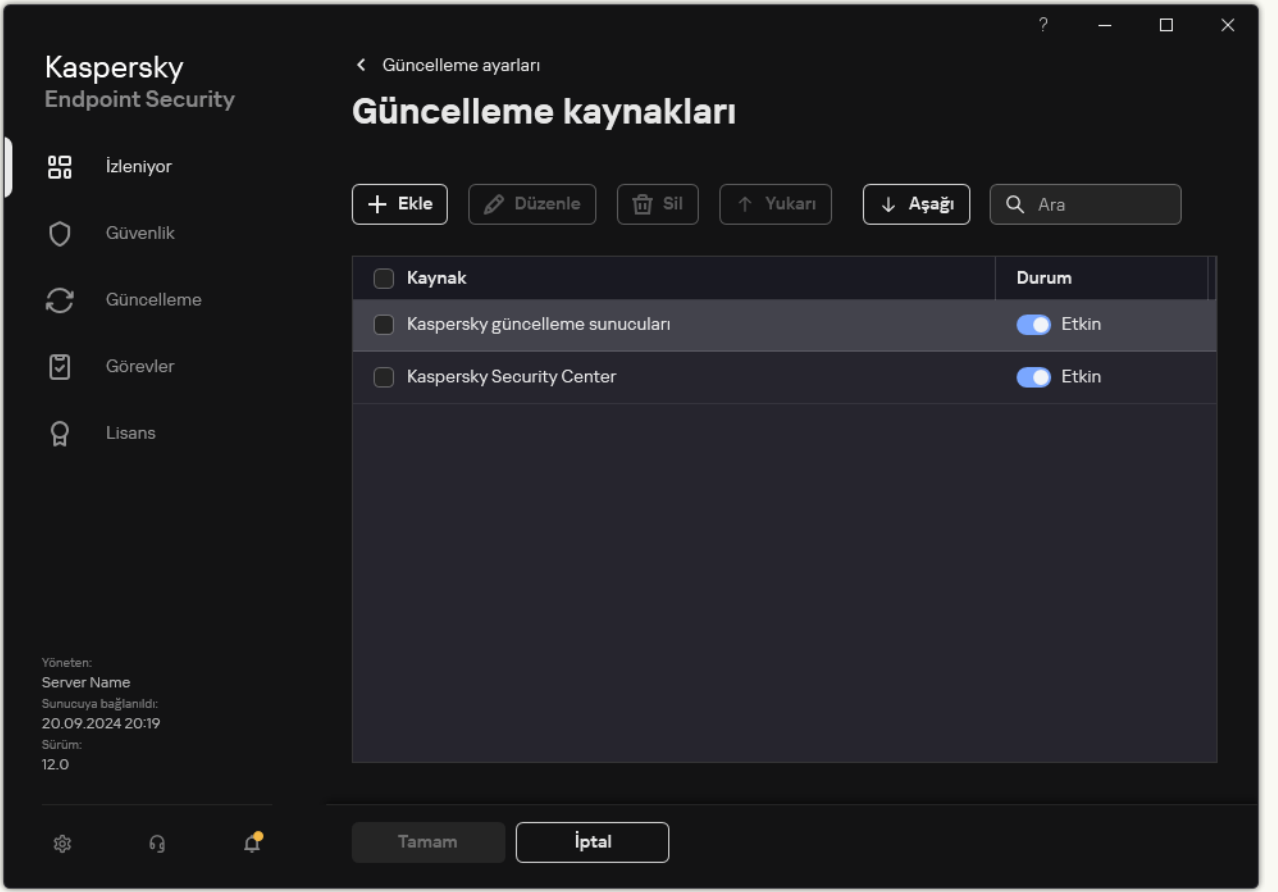 Kaspersky
Endpoint Security
İzleniyor
Güvenlik
Güncelleme
Görevler
Lisans
Yöneten:
Server Name
Sunucuya bağlanıldı:
20.09.2024 20:19
Sürüm:
12.0
?
Güncelleme ayarları
Güncelleme kaynakları
Ekle Düzenle Sil Yukarı Aşağı Ara
Kaynak Durum
Kaspersky güncelleme sunucuları Etkin
Kaspersky Security Center Etkin
Tamam İptal